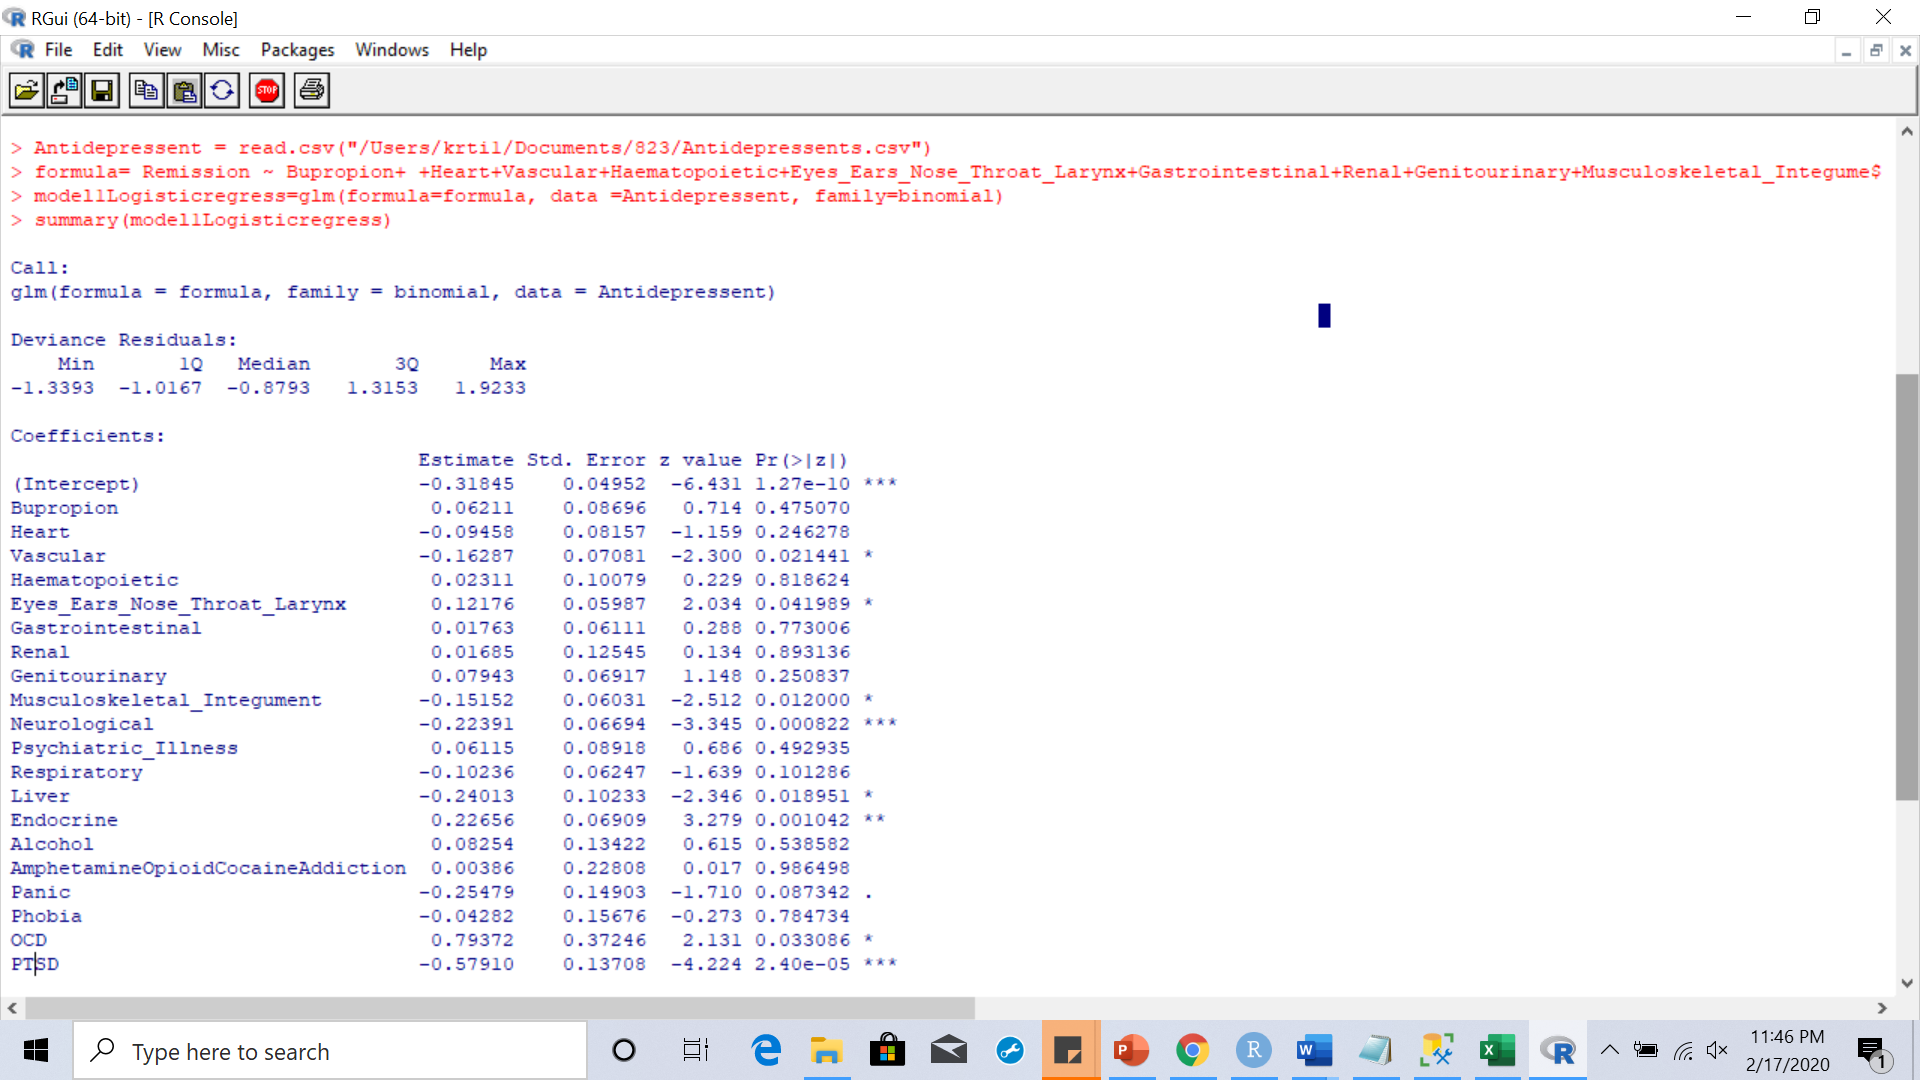 RGui (64-bit) - [R Console]
File Edit View Misc Packages Windows Help
STOP
> Antidepressent = read.csv("/Users/krtil/Documents/823/Antidepressents.csv")
> formula= Remission ~ Bupropion+ +Heart+Vascular+Haematopoietic+Eyes_Ears_Nose_Throat_Larynx+Gastrointestinal+Renal+Genitourinary+Musculoskeletal_Integume$
> modellLogisticregress=glm(formula=formula, data =Antidepressent, family=binomial)
> summary(modellLogisticregress)
Call:
glm(formula = formula, family = binomial, data = Antidepressent)
Deviance Residuals:
Min 1Q Median 3Q Max
-1.3393 -1.0167 -0.8793 1.3153 1.9233
Coefficients:
Estimate Std. Error z value Pr(>|z|)
(Intercept) -0.31845 0.04952 -6.431 1.27e-10 ***
Bupropion 0.06211 0.08696 0.714 0.475070
Heart -0.09458 0.08157 -1.159 0.246278
Vascular -0.16287 0.07081 -2.300 0.021441 *
Haematopoietic 0.02311 0.10079 0.229 0.818624
Eyes_Ears_Nose_Throat_Larynx 0.12176 0.05987 2.034 0.041989 *
Gastrointestinal 0.01763 0.06111 0.288 0.773006
Renal 0.01685 0.12545 0.134 0.893136
Genitourinary 0.07943 0.06917 1.148 0.250837
Musculoskeletal_Integument -0.15152 0.06031 -2.512 0.012000 *
Neurological -0.22391 0.06694 -3.345 0.000822 ***
Psychiatric_Illness 0.06115 0.08918 0.686 0.492935
Respiratory -0.10236 0.06247 -1.639 0.101286
Liver -0.24013 0.10233 -2.346 0.018951 *
Endocrine 0.22656 0.06909 3.279 0.001042 **
Alcohol 0.08254 0.13422 0.615 0.538582
AmphetamineOpioidCocaineAddiction 0.00386 0.22808 0.017 0.986498
Panic -0.25479 0.14903 -1.710 0.087342 .
Phobia -0.04282 0.15676 -0.273 0.784734
OCD 0.79372 0.37246 2.131 0.033086 *
PTSD -0.57910 0.13708 -4.224 2.40e-05 ***
Type here to search
11:46 PM
2/17/2020
1